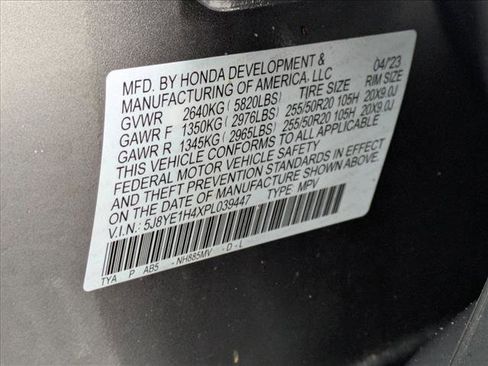 MFD. BY HONDA DEVELOPMENT & 04/23
MANUFACTURING OF AMERICA, LLC
GVWR 2640KG (5820LBS) TIRE SIZE RIM SIZE
GAWR F 1350KG (2976LBS) 255/50R20 105H 20X9.0J
GAWR R 1345KG (2965LBS) 255/50R20 105H 20X9.0J
THIS VEHICLE CONFORMS TO ALL APPLICABLE
FEDERAL MOTOR VEHICLE SAFETY, BUMPER,
AND THEFT PREVENTION STANDARDS IN EFFECT
ON THE DATE OF MANUFACTURE SHOWN ABOVE.
V.I.N.: 5J8YE1H4XPL039447 TYPE MPV
TYA P AB5 -NH885MV -D-L